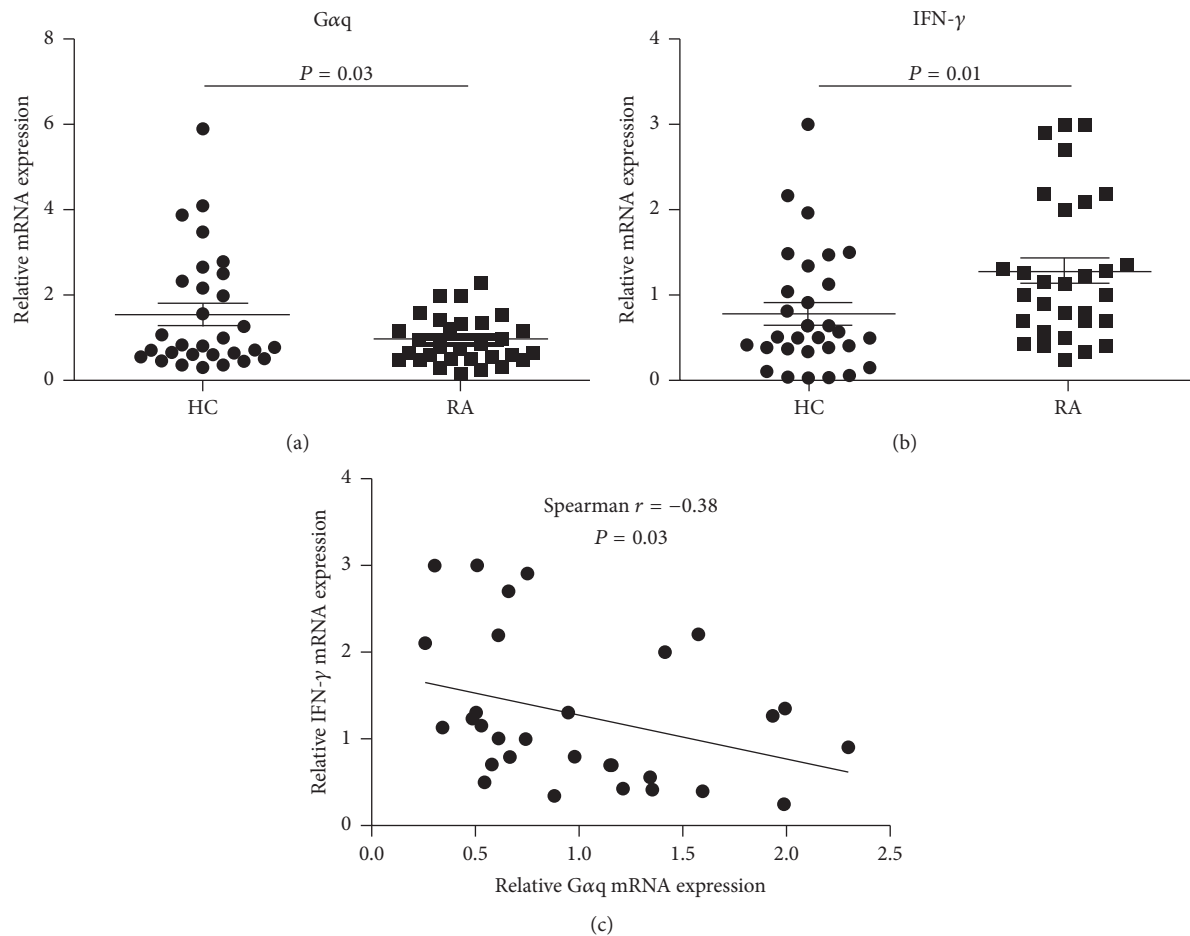 Gαq
Relative mRNA expression
8
6
4
2
0
P = 0.03
HC
RA
(a)
IFN-γ
Relative mRNA expression
4
3
2
1
0
P = 0.01
HC
RA
(b)
Relative IFN-γ mRNA expression
4
3
2
1
0
Spearman r = −0.38
P = 0.03
0.0
0.5
1.0
1.5
2.0
2.5
Relative Gαq mRNA expression
(c)